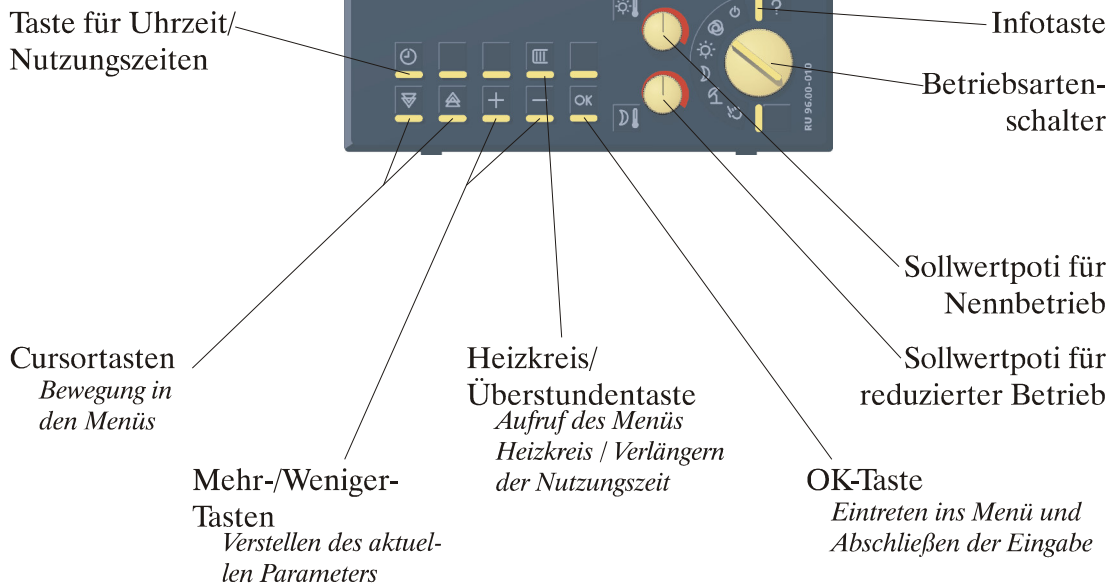 Taste für Uhrzeit/
Nutzungszeiten
?
OK
RU 96.00-010
Infotaste
Betriebsarten-
schalter
Sollwertpoti für
Nennbetrieb
Sollwertpoti für
reduzierter Betrieb
Cursortasten
Bewegung in
den Menüs
Heizkreis/
Überstundentaste
Aufruf des Menüs
Heizkreis / Verlängern
der Nutzungszeit
Mehr-/Weniger-
Tasten
Verstellen des aktuel-
len Parameters
OK-Taste
Eintreten ins Menü und
Abschließen der Eingabe